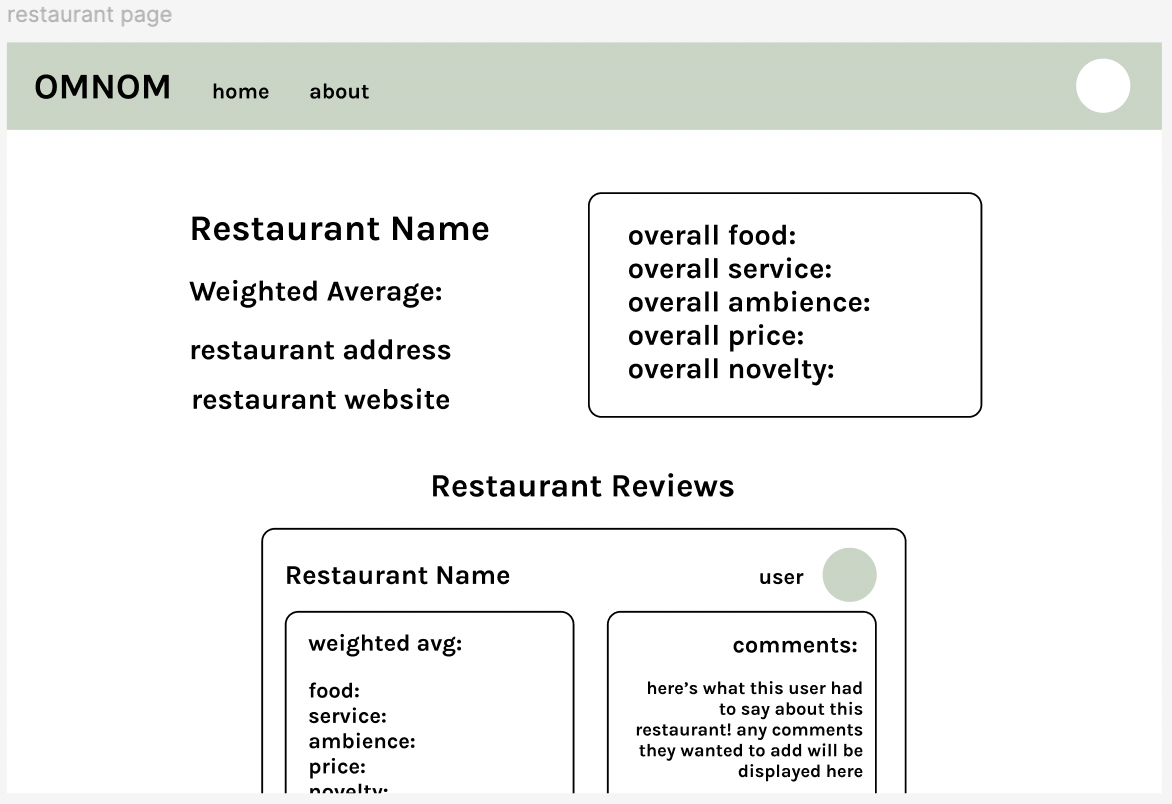 restaurant page
OMNOM home about
Restaurant Name
Weighted Average:
restaurant address
restaurant website
overall food:
overall service:
overall ambience:
overall price:
overall novelty:
Restaurant Reviews
Restaurant Name
user
weighted avg:
food:
service:
ambience:
price:
novelty:
comments:
here’s what this user had
to say about this
restaurant! any comments
they wanted to add will be
displayed here